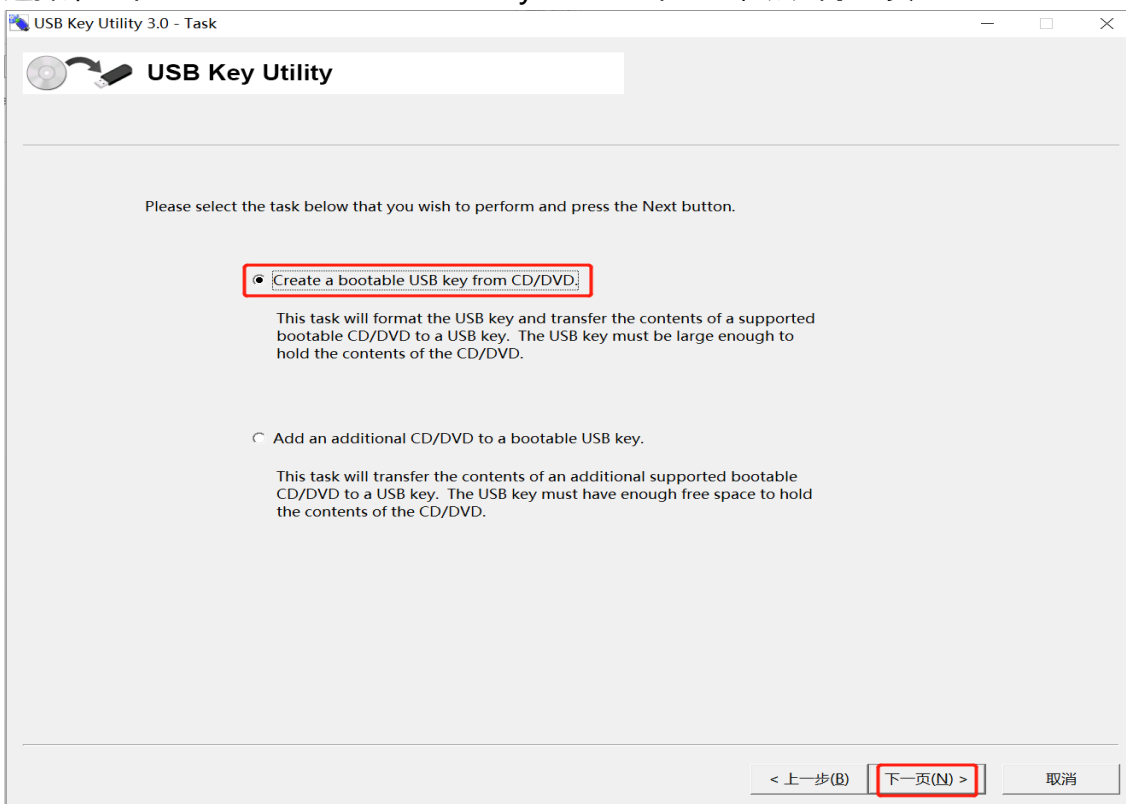 USB Key Utility 3.0 - Task
USB Key Utility
Please select the task below that you wish to perform and press the Next button.
Create a bootable USB key from CD/DVD.
This task will format the USB key and transfer the contents of a supported
bootable CD/DVD to a USB key. The USB key must be large enough to
hold the contents of the CD/DVD.
Add an additional CD/DVD to a bootable USB key.
This task will transfer the contents of an additional supported bootable
CD/DVD to a USB key. The USB key must have enough free space to hold
the contents of the CD/DVD.
< 上一步(B) 下一页(N) > 取消